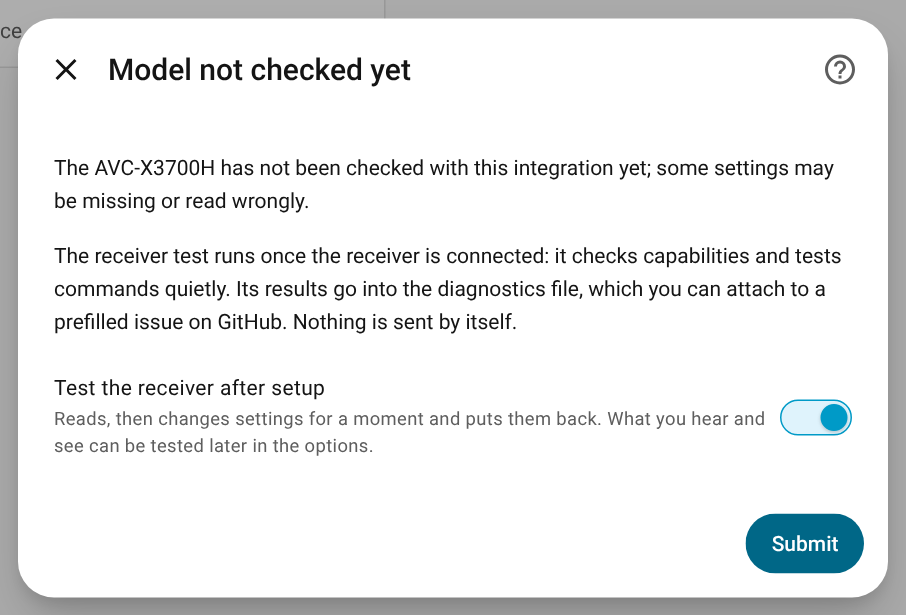 ce
Model not checked yet
The AVC-X3700H has not been checked with this integration yet; some settings may
be missing or read wrongly.
The receiver test runs once the receiver is connected: it checks capabilities and tests
commands quietly. Its results go into the diagnostics file, which you can attach to a
prefilled issue on GitHub. Nothing is sent by itself.
Test the receiver after setup
Reads, then changes settings for a moment and puts them back. What you hear and
see can be tested later in the options.
Submit